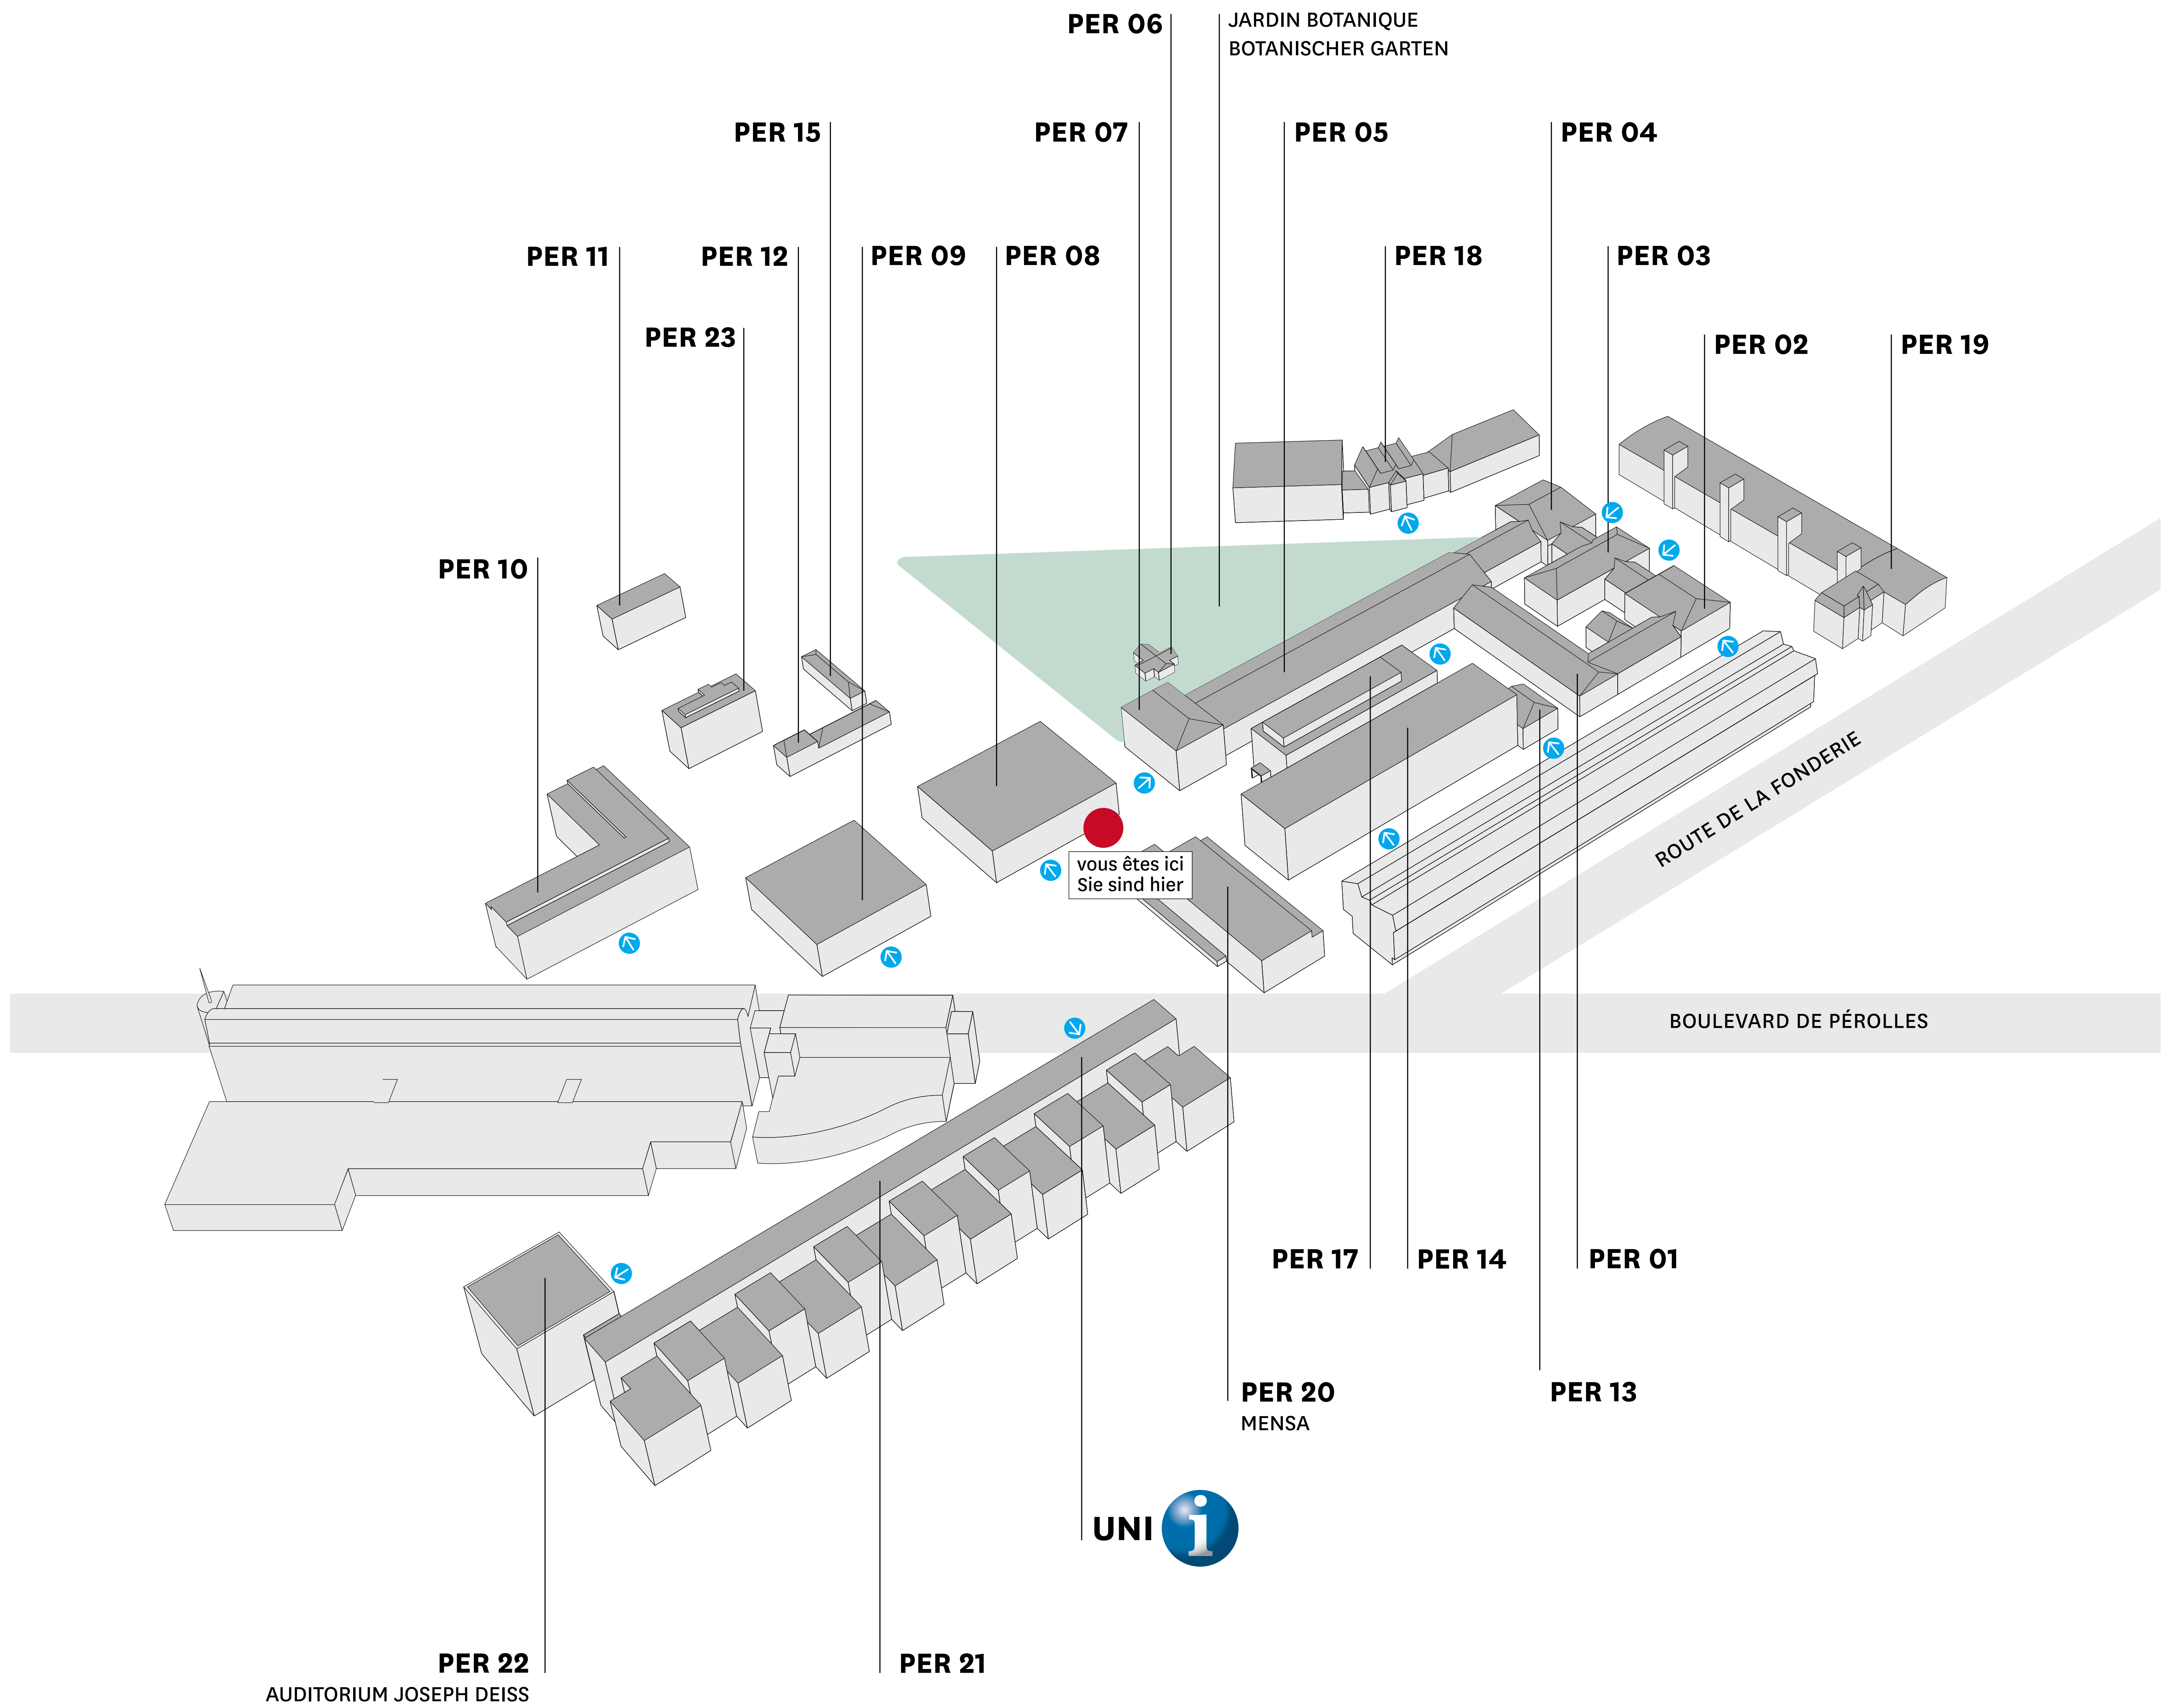 PER 06
JARDIN BOTANIQUE
BOTANISCHER GARTEN
PER 15
PER 07
PER 05
PER 04
PER 11
PER 12
PER 09
PER 08
PER 18
PER 03
PER 23
PER 02
PER 19
PER 10
ROUTE DE LA FONDERIE
vous êtes ici
Sie sind hier
BOULEVARD DE PÉROLLES
PER 17
PER 14
PER 01
PER 20
MENSA
PER 13
UNI i
PER 22
AUDITORIUM JOSEPH DEISS
PER 21